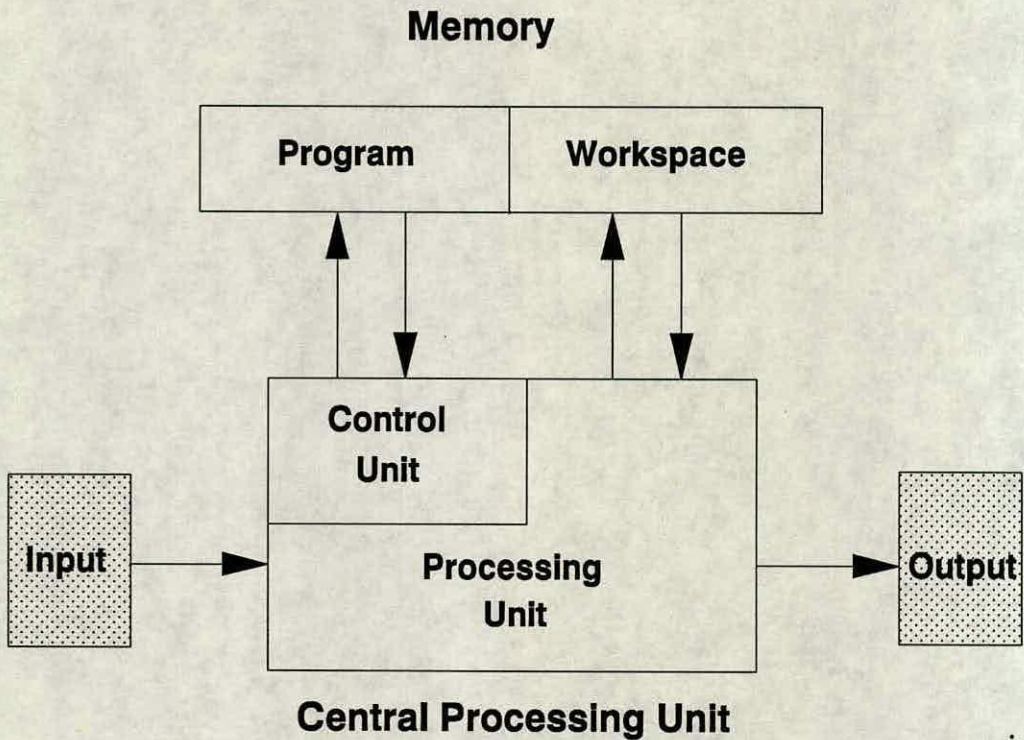 Memory
Program
Workspace
Control
Unit
Input
Processing
Unit
Output
Central Processing Unit